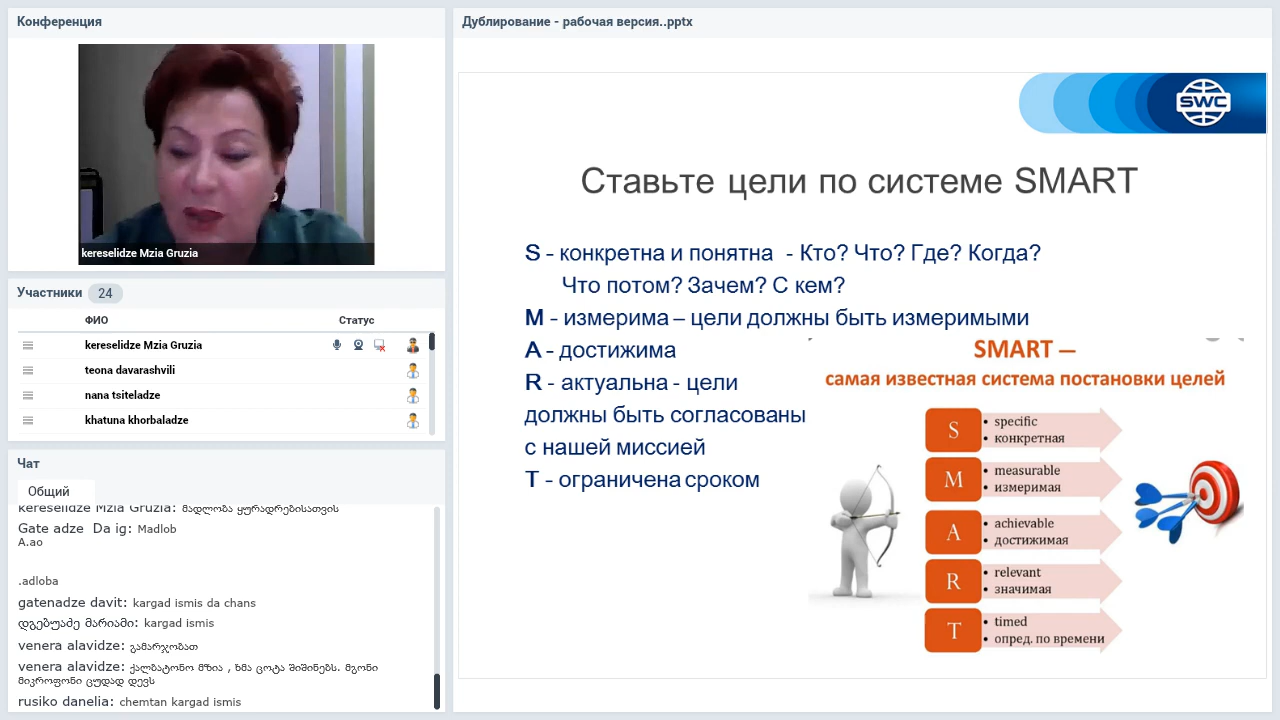 Конференция
kereselidze Mzia Gruzia
Участники 24
ФИО Статус
kereselidze Mzia Gruzia
teona davarashvili
nana tsiteladze
khatuna khorbaladze
Чат
Общий
kereselidze Mzia Gruzia: მადლობა ყურადრებისათვის
Gate adze Da ig: Madlob
A.ao
.adloba
gatenadze davit: kargad ismis da chans
დგებუაძე მარიამი: kargad ismis
venera alavidze: გამარჯობათ
venera alavidze: ქალბატონო მზია , ხმა ცოტა შიშინებს. მგონი
მიკროფონი ცუდად დევს
rusiko danelia: chemtan kargad ismis
Дублирование - рабочая версия..pptx
SWC
Ставьте цели по системе SMART
S - конкретна и понятна - Кто? Что? Где? Когда?
Что потом? Зачем? С кем?
M - измерима – цели должны быть измеримыми
A - достижима
R - актуальна - цели
должны быть согласованы
с нашей миссией
T - ограничена сроком
SMART —
самая известная система постановки целей
S
• specific
• конкретная
M
• measurable
• измеримая
A
• achievable
• достижимая
R
• relevant
• значимая
T
• timed
• опред. по времени